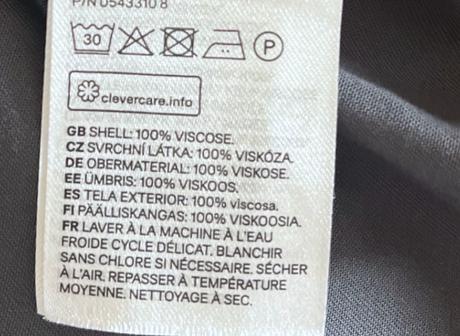 P/N 0543310 8
30
P
clevercare.info
GB SHELL: 100% VISCOSE.
CZ SVRCHNÍ LÁTKA: 100% VISKÓZA.
DE OBERMATERIAL: 100% VISKOSE.
EE ÜMBRIS: 100% VISKOOS.
ES TELA EXTERIOR: 100% viscosa.
FI PÄÄLLISKANGAS: 100% VISKOOSIA.
FR LAVER À LA MACHINE À L'EAU
FROIDE CYCLE DÉLICAT. BLANCHIR
SANS CHLORE SI NÉCESSAIRE. SÉCHER
À L'AIR. REPASSER À TEMPÉRATURE
MOYENNE. NETTOYAGE À SEC.